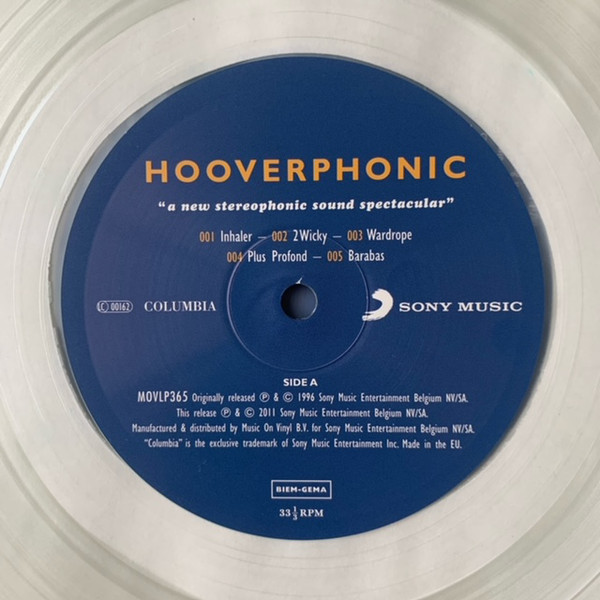 HOOVERPHONIC
"a new stereophonic sound spectacular"
001 Inhaler – 002 2Wicky – 003 Wardrope
004 Plus Profond – 005 Barabas
LC 00162 COLUMBIA SONY MUSIC
SIDE A
MOVLP365 Originally released ℗ & © 1996 Sony Music Entertainment Belgium NV/SA.
This release ℗ & © 2011 Sony Music Entertainment Belgium NV/SA.
Manufactured & distributed by Music On Vinyl B.V. for Sony Music Entertainment Belgium NV/SA.
"Columbia" is the exclusive trademark of Sony Music Entertainment Inc. Made in the EU.
BIEM-GEMA
33⅓ RPM